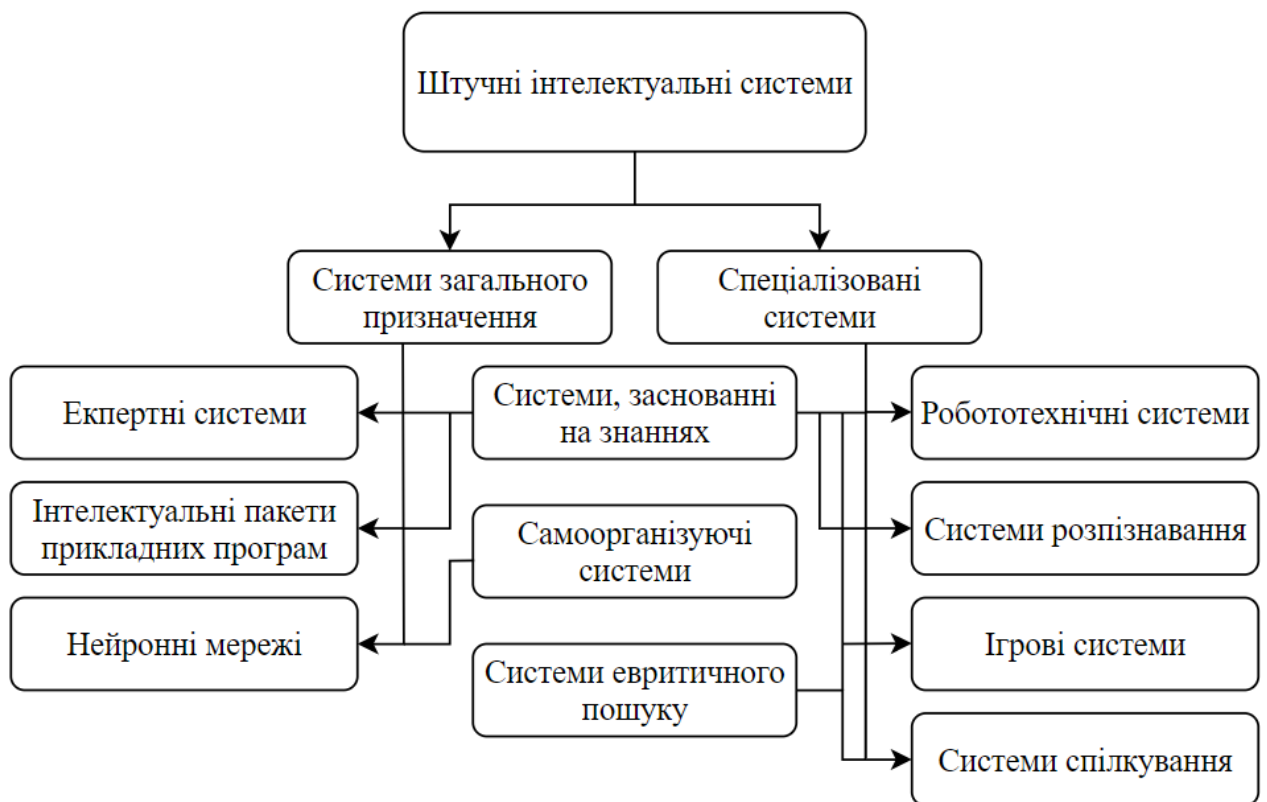 Штучні інтелектуальні системи
Системи загального
призначення
Спеціалізовані
системи
Екпертні системи
Системи, заснованні
на знаннях
Робототехнічні системи
Інтелектуальні пакети
прикладних програм
Самоорганізуючі
системи
Системи розпізнавання
Нейронні мережі
Системи евритичного
пошуку
Ігрові системи
Системи спілкування